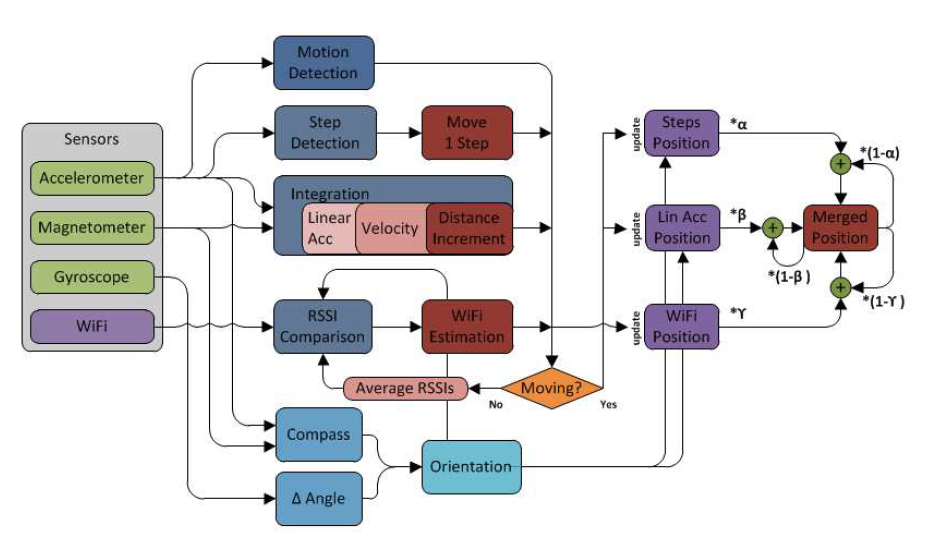 Sensors
Accelerometer
Magnetometer
Gyroscope
WiFi
Motion
Detection
Step
Detection
Move
1 Step
Integration
Linear
Acc
Velocity
Distance
Increment
RSSI
Comparison
WiFi
Estimation
Average RSSIs
Moving?
No
Yes
Compass
Δ Angle
Orientation
update
Steps
Position
*α
update
Lin Acc
Position
*β
update
WiFi
Position
*ϒ
+
*(1-α)
+
*(1-β )
Merged
Position
+
*(1-ϒ )